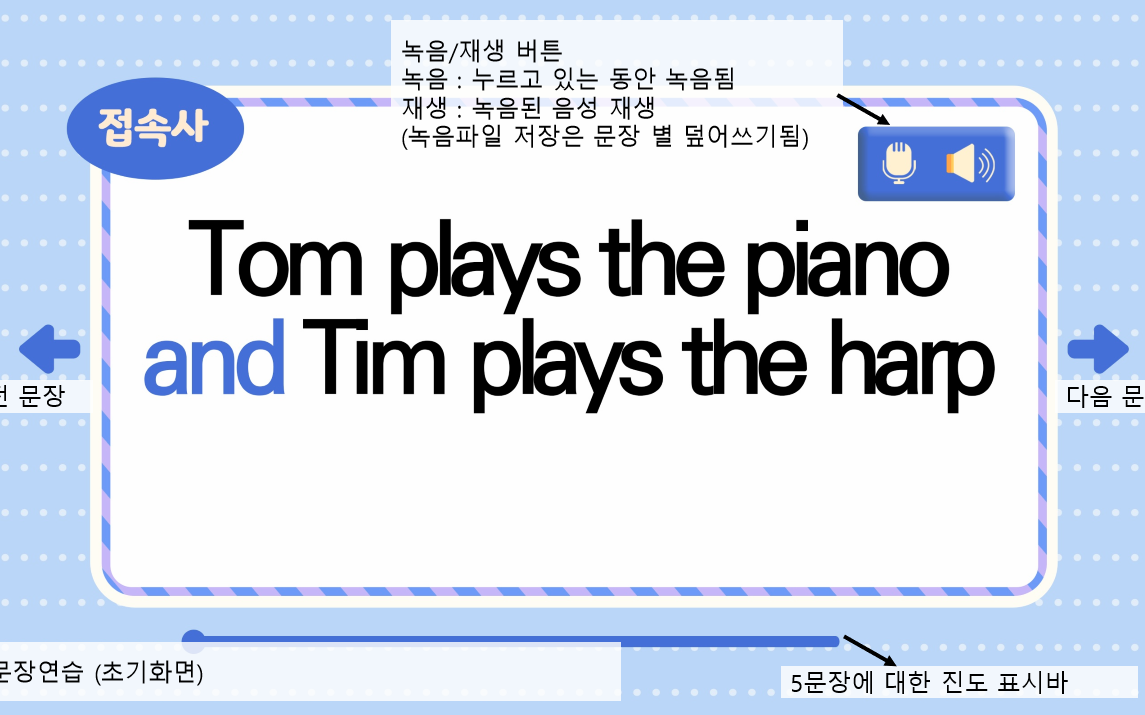 녹음/재생 버튼
녹음 : 누르고 있는 동안 녹음됨
재생 : 녹음된 음성 재생
(녹음파일 저장은 문장 별 덮어쓰기됨)
접속사
Tom plays the piano
and Tim plays the harp
문장
다음 문
문장연습 (초기화면)
5문장에 대한 진도 표시바